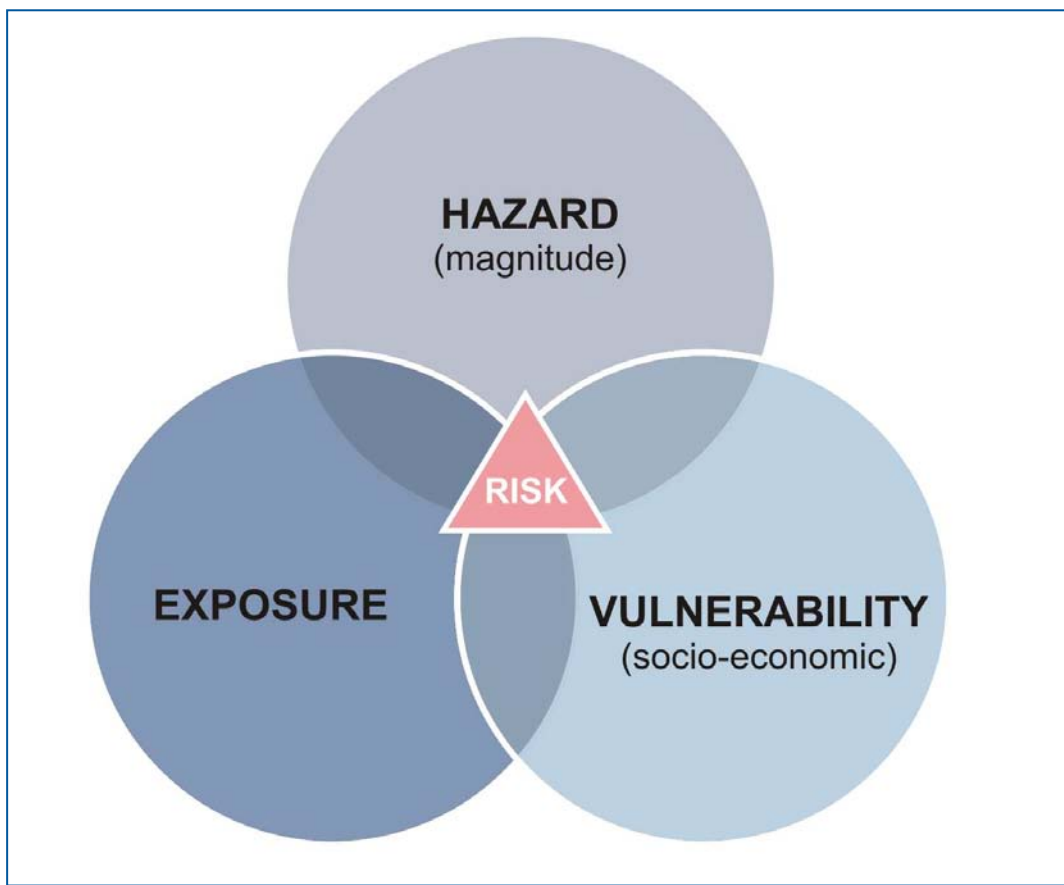 HAZARD
(magnitude)
RISK
EXPOSURE
VULNERABILITY
(socio-economic)